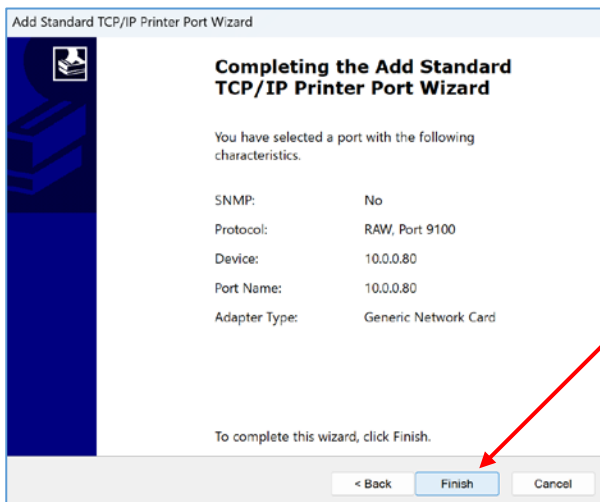 Add Standard TCP/IP Printer Port Wizard
Completing the Add Standard
TCP/IP Printer Port Wizard
You have selected a port with the following
characteristics.
SNMP: No
Protocol: RAW, Port 9100
Device: 10.0.0.80
Port Name: 10.0.0.80
Adapter Type: Generic Network Card
To complete this wizard, click Finish.
< Back Finish Cancel